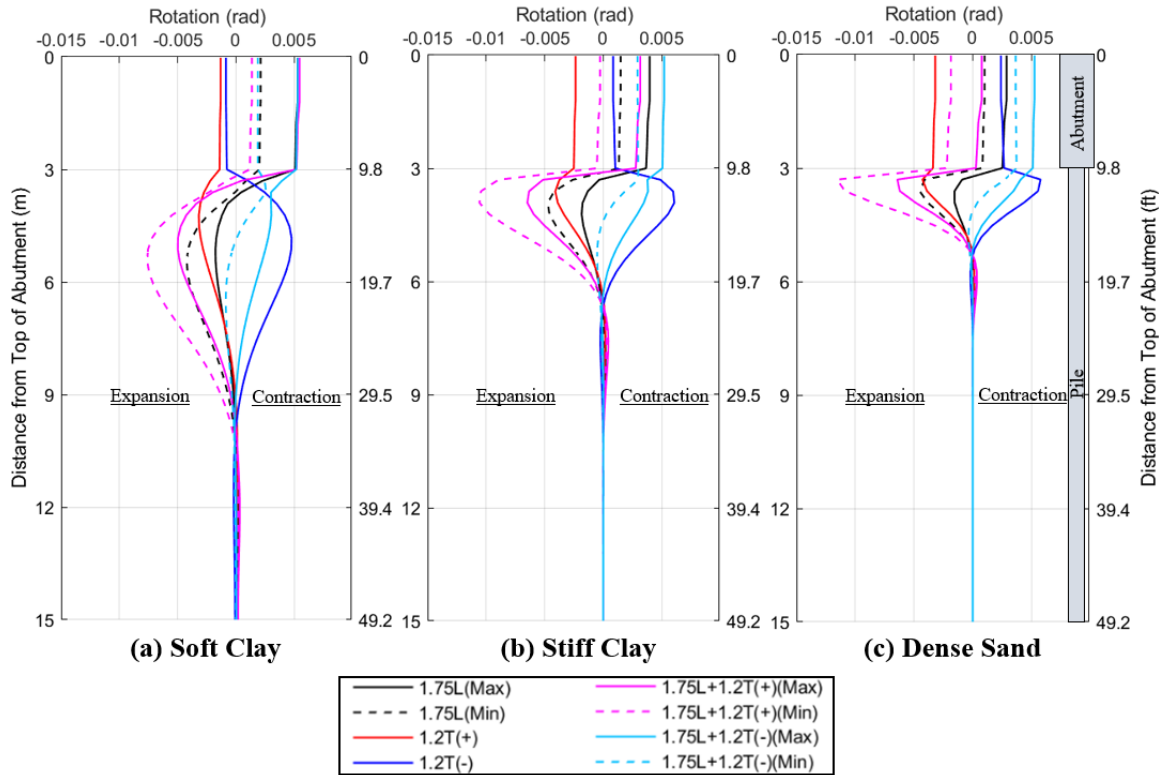 Rotation (rad)
-0.015 -0.01 -0.005 0 0.005
Rotation (rad)
-0.015 -0.01 -0.005 0 0.005
Rotation (rad)
-0.015 -0.01 -0.005 0 0.005
Distance from Top of Abutment (m)
0
3
6
9
12
15
0
9.8
19.7
29.5
39.4
49.2
Expansion
Contraction
0
3
6
9
12
15
0
9.8
19.7
29.5
39.4
49.2
Expansion
Contraction
0
3
6
9
12
15
0
9.8
19.7
29.5
39.4
49.2
Expansion
Contraction
Abutment
Pile
Distance from Top of Abutment (ft)
(a) Soft Clay
(b) Stiff Clay
(c) Dense Sand
1.75L(Max)
1.75L(Min)
1.2T(+)
1.2T(-)
1.75L+1.2T(+)(Max)
1.75L+1.2T(+)(Min)
1.75L+1.2T(-)(Max)
1.75L+1.2T(-)(Min)